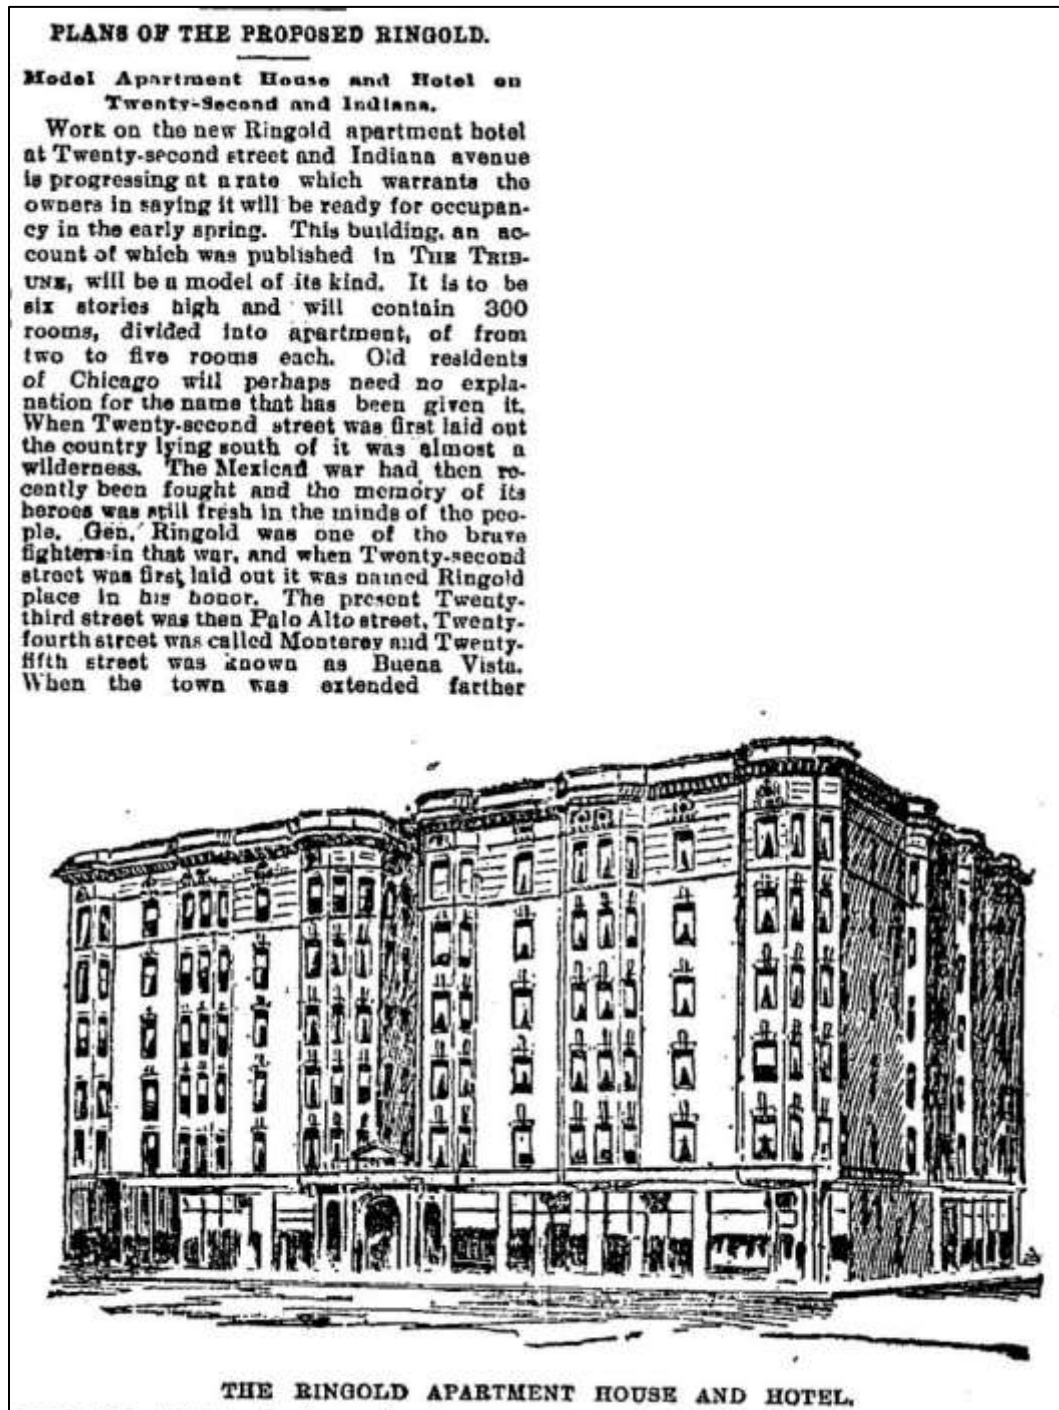 PLANS OF THE PROPOSED RINGOLD.
Model Apartment House and Hotel on
Twenty-Second and Indiana.
Work on the new Ringold apartment hotel
at Twenty-second street and Indiana avenue
is progressing at a rate which warrants the
owners in saying it will be ready for occupan-
cy in the early spring. This building, an ac-
count of which was published in THE TRIB-
UNE, will be a model of its kind. It is to be
six stories high and will contain 300
rooms, divided into apartment, of from
two to five rooms each. Old residents
of Chicago will perhaps need no expla-
nation for the name that has been given it.
When Twenty-second street was first laid out
the country lying south of it was almost a
wilderness. The Mexican war had then re-
cently been fought and the memory of its
heroes was still fresh in the minds of the peo-
ple. Gen. Ringold was one of the brave
fighters in that war, and when Twenty-second
street was first laid out it was named Ringold
place in his honor. The present Twenty-
third street was then Palo Alto street, Twenty-
fourth street was called Monterey and Twenty-
fifth street was known as Buena Vista.
When the town was extended farther
THE RINGOLD APARTMENT HOUSE AND HOTEL.